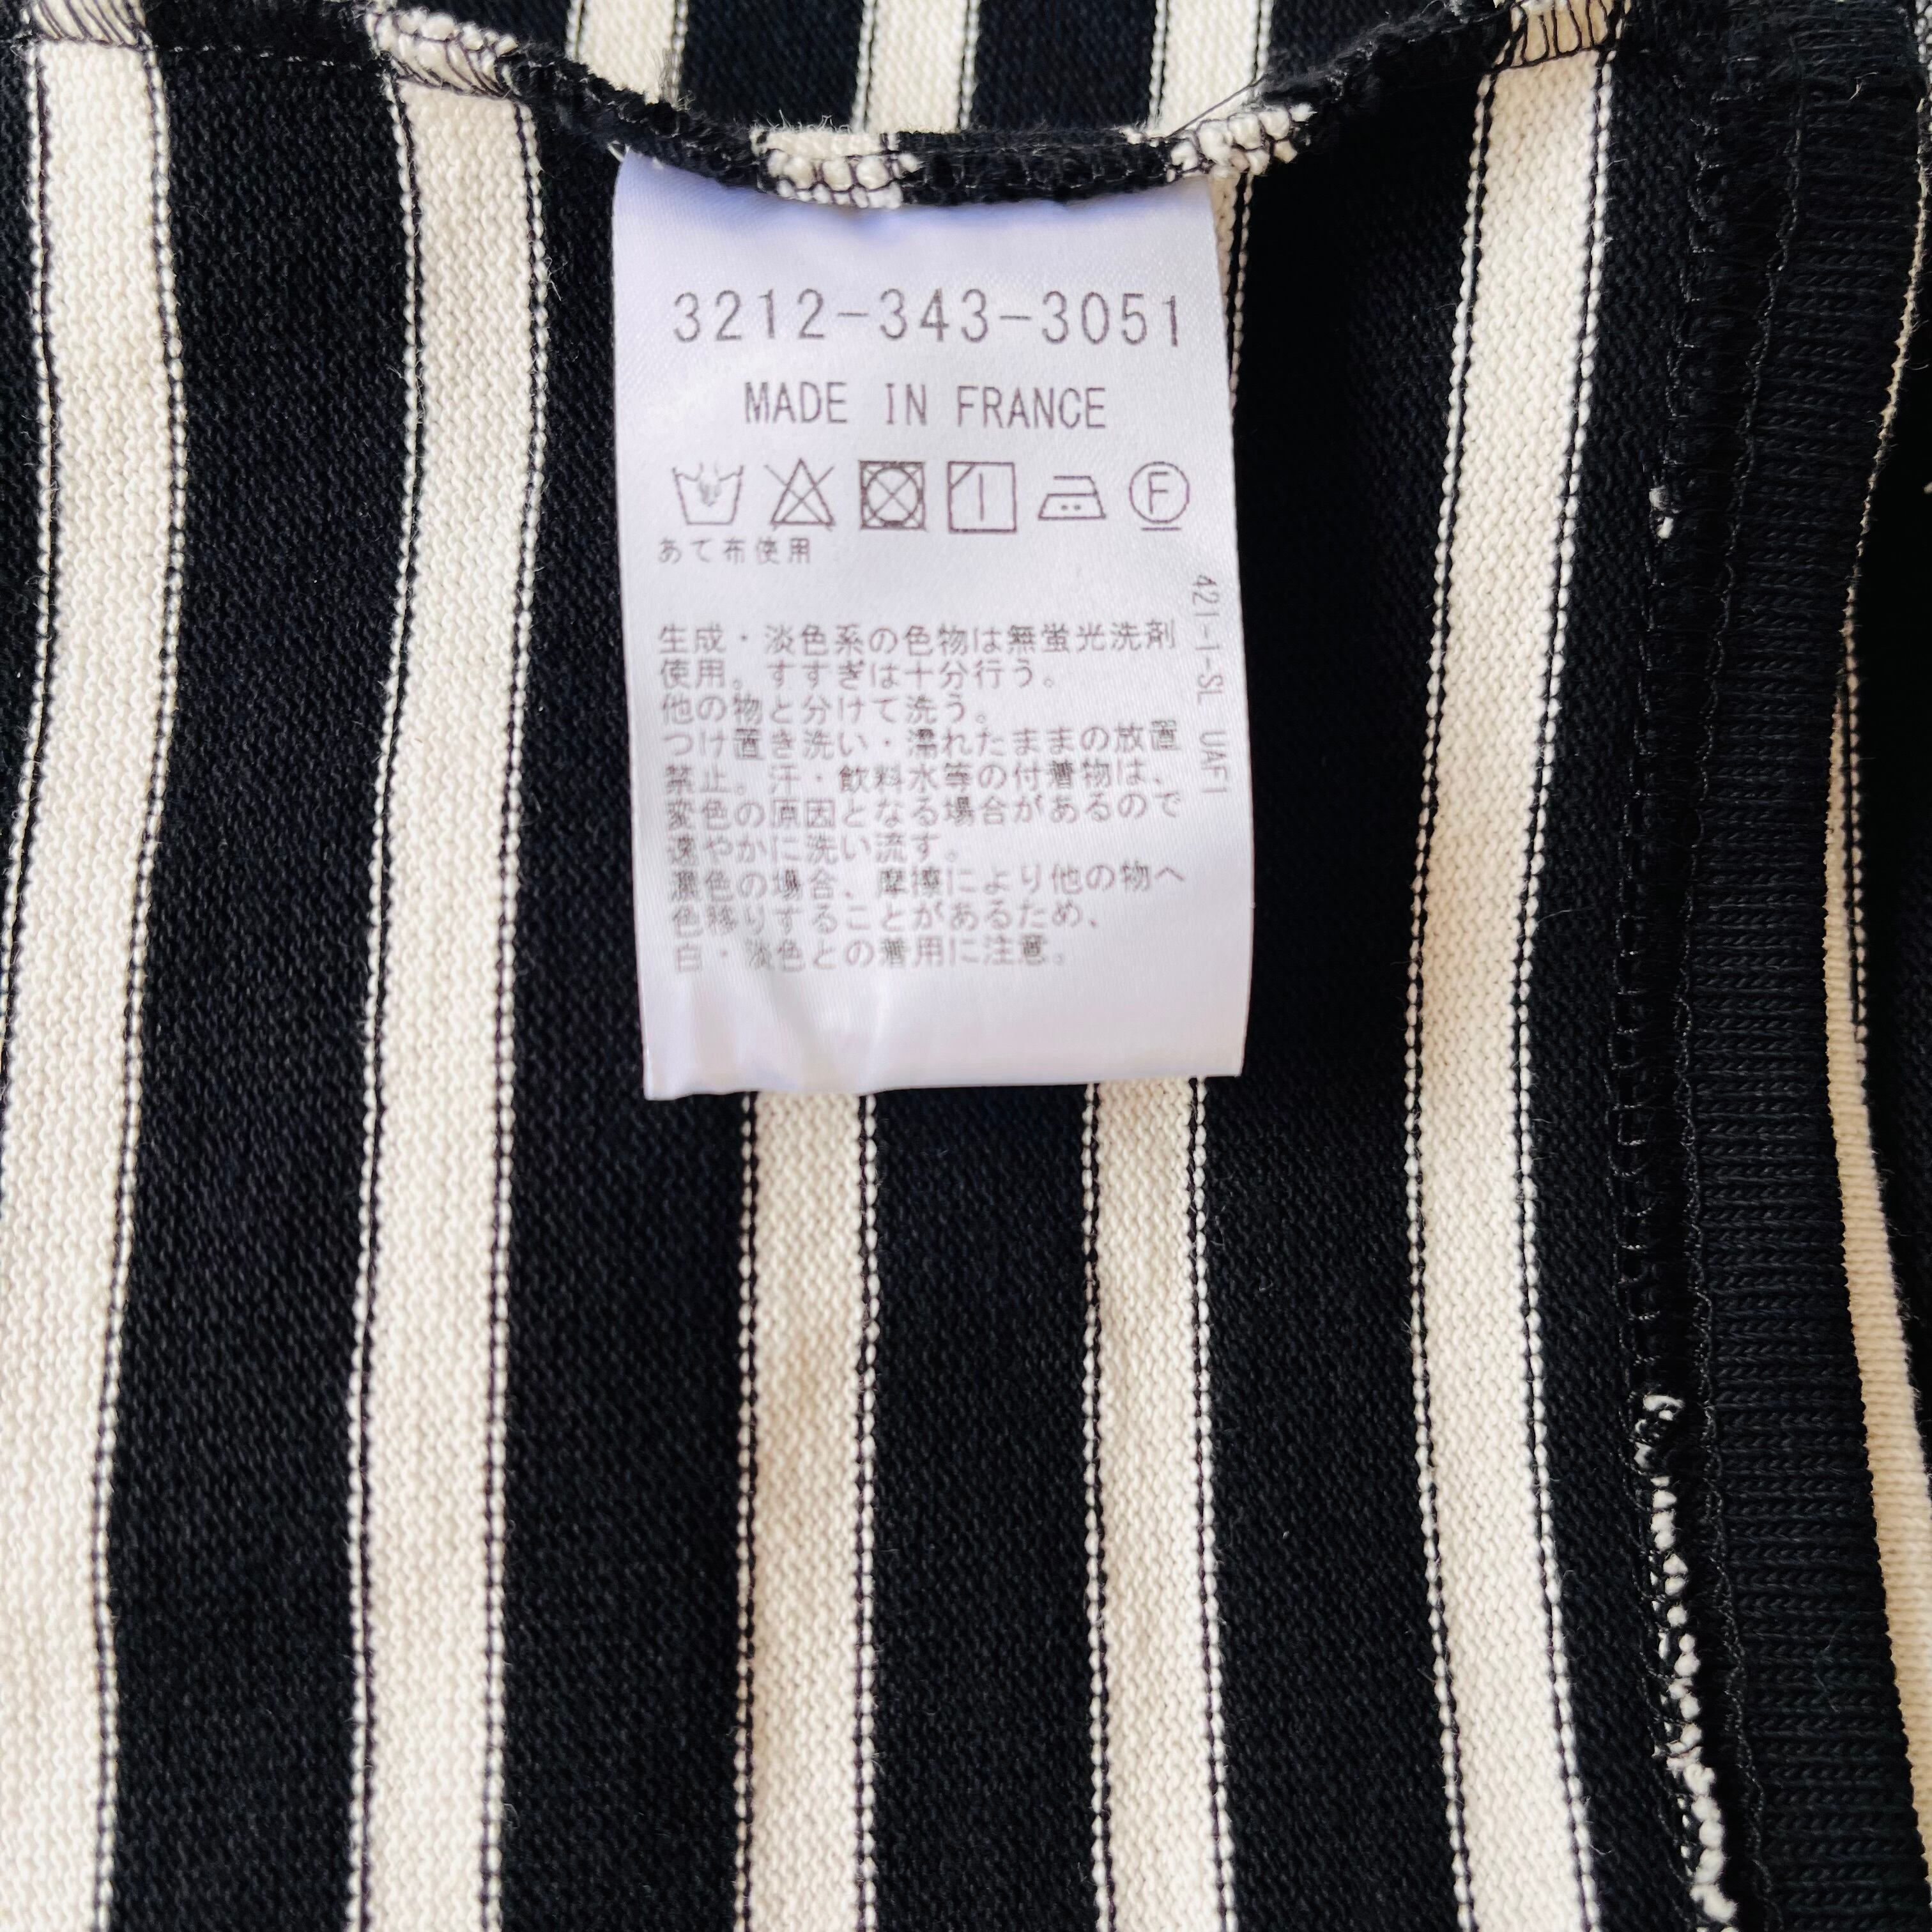 3212-343-3051
MADE IN FRANCE
F
あて布使用
生成・淡色系の色物は無蛍光洗剤
使用。すすぎは十分行う。
他の物と分けて洗う。
つけ置き洗い・濡れたままの放置
禁止。汗・飲料水等の付着物は、
変色の原因となる場合があるので
速やかに洗い流す。
濃色の場合、摩擦により他の物へ
色移りすることがあるため、
白・淡色との着用に注意。
421-1-SL UAF1